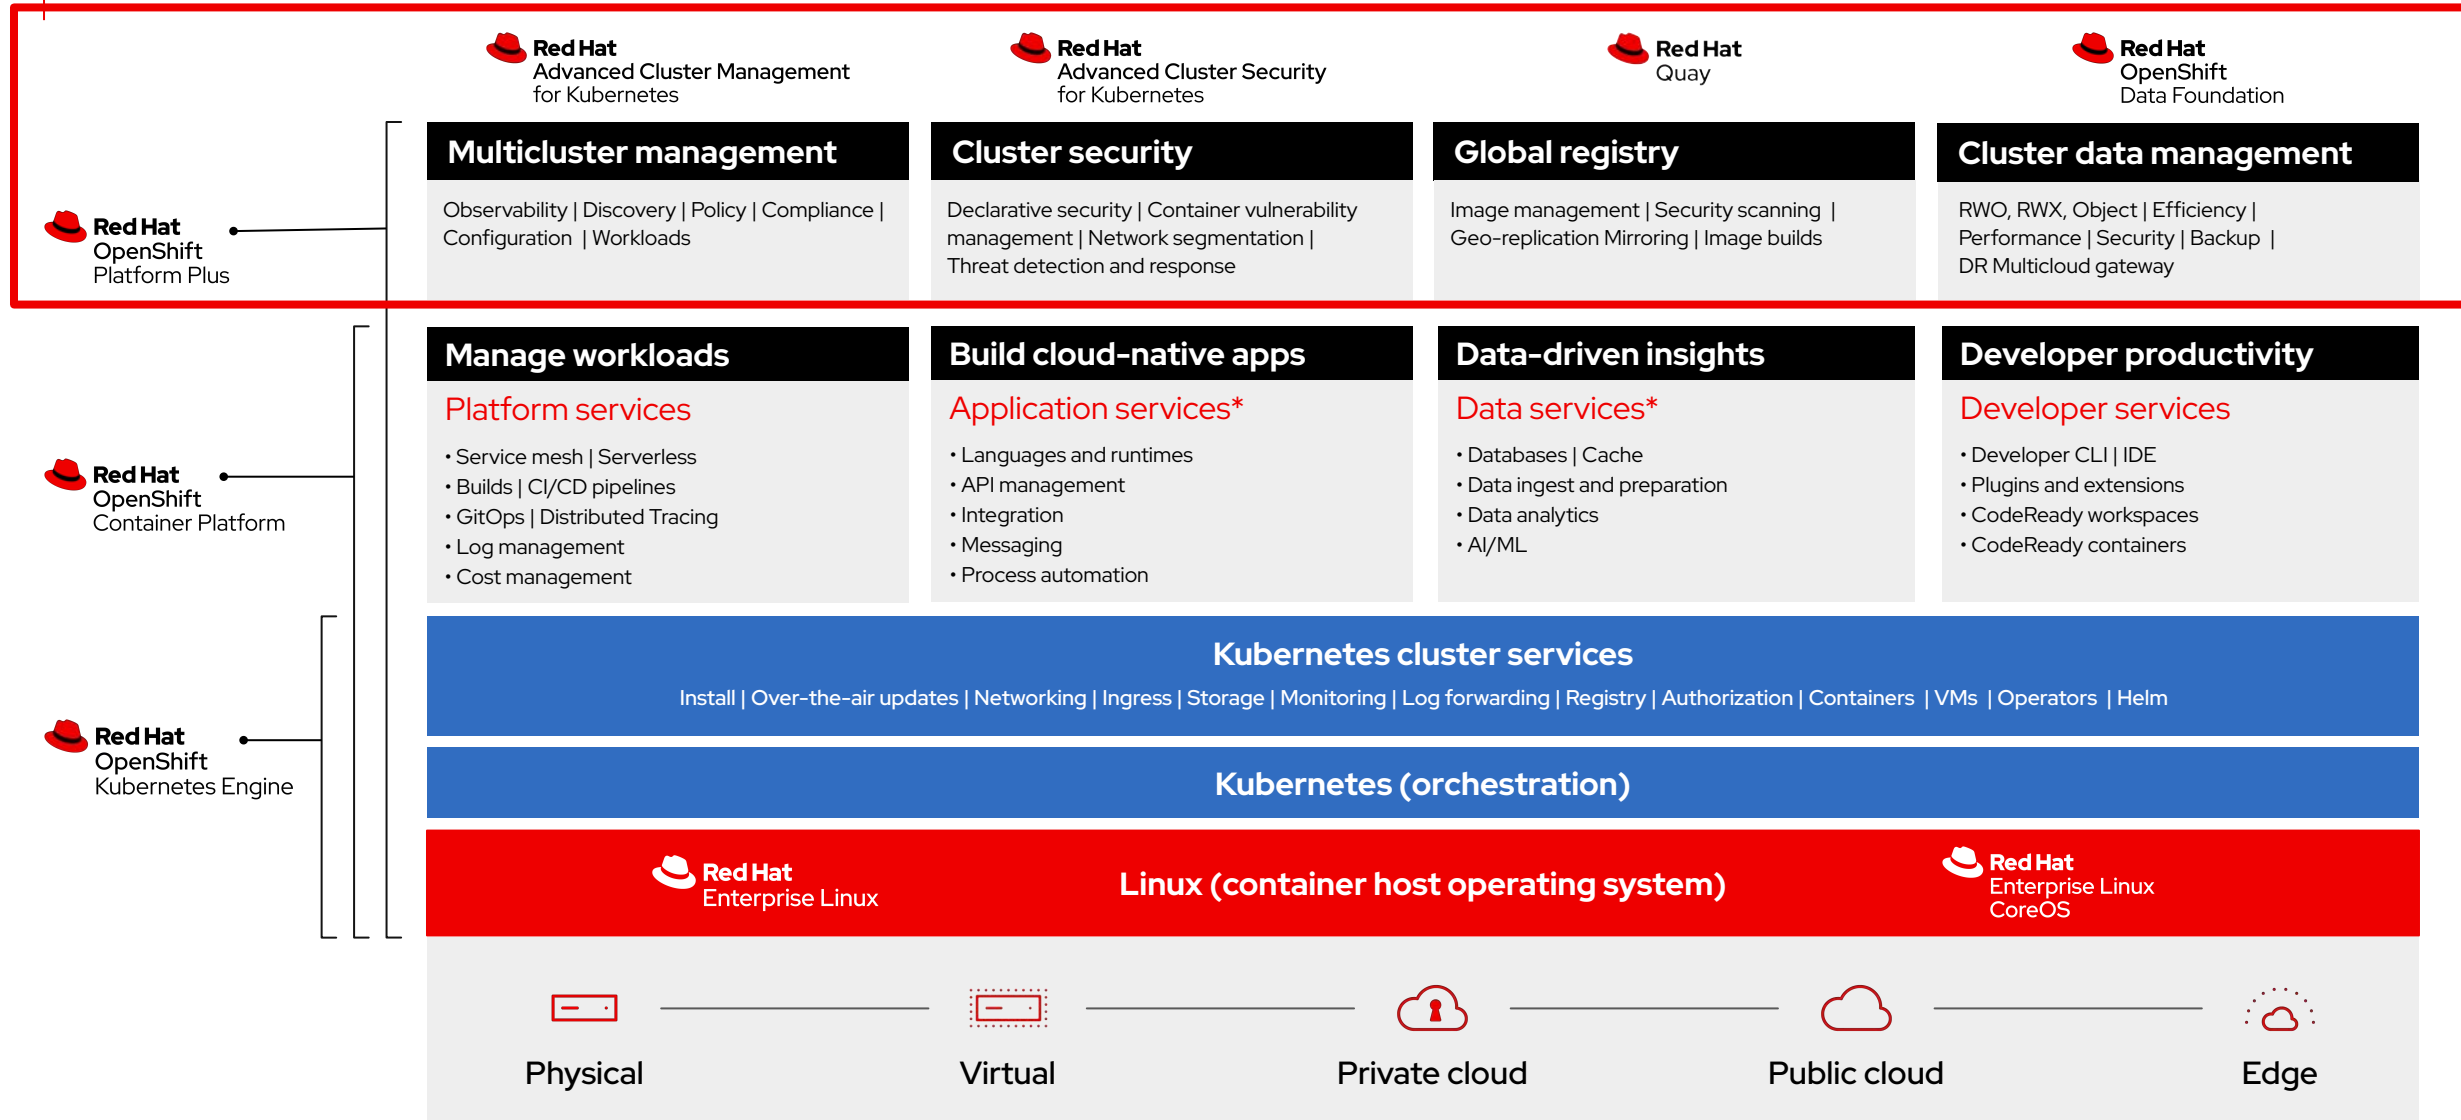 Red Hat
Advanced Cluster Management
for Kubernetes
Red Hat
Advanced Cluster Security
for Kubernetes
Red Hat
Quay
Red Hat
OpenShift
Data Foundation
Red Hat
OpenShift
Platform Plus
Multicluster management
Observability | Discovery | Policy | Compliance |
Configuration | Workloads
Cluster security
Declarative security | Container vulnerability
management | Network segmentation |
Threat detection and response
Global registry
Image management | Security scanning |
Geo-replication Mirroring | Image builds
Cluster data management
RWO, RWX, Object | Efficiency |
Performance | Security | Backup |
DR Multicloud gateway
Red Hat
OpenShift
Container Platform
Manage workloads
Platform services
• Service mesh | Serverless
• Builds | CI/CD pipelines
• GitOps | Distributed Tracing
• Log management
• Cost management
Build cloud-native apps
Application services*
• Languages and runtimes
• API management
• Integration
• Messaging
• Process automation
Data-driven insights
Data services*
• Databases | Cache
• Data ingest and preparation
• Data analytics
• AI/ML
Developer productivity
Developer services
• Developer CLI | IDE
• Plugins and extensions
• CodeReady workspaces
• CodeReady containers
Red Hat
OpenShift
Kubernetes Engine
Kubernetes cluster services
Install | Over-the-air updates | Networking | Ingress | Storage | Monitoring | Log forwarding | Registry | Authorization | Containers | VMs | Operators | Helm
Kubernetes (orchestration)
Red Hat
Enterprise Linux
Linux (container host operating system)
Red Hat
Enterprise Linux
CoreOS
Physical
Virtual
Private cloud
Public cloud
Edge